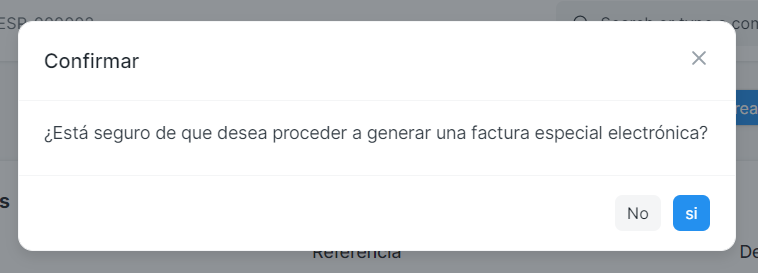 Confirmar
¿Está seguro de que desea proceder a generar una factura especial electrónica?
No
si
Referencia